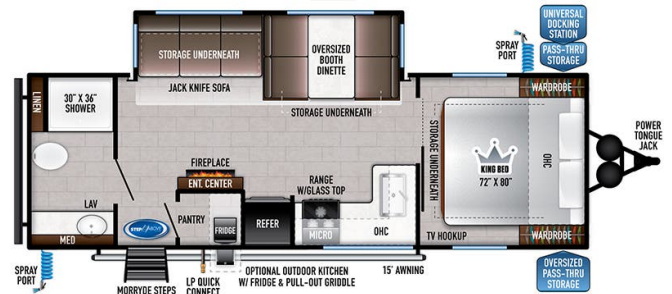 UNIVERSAL
DOCKING
STATION
SPRAY
PORT
PASS-THRU
STORAGE
STORAGE UNDERNEATH
OVERSIZED
BOOTH
DINETTE
JACK KNIFE SOFA
STORAGE UNDERNEATH
LINEN
30" X 36"
SHOWER
WARDROBE
STORAGE UNDERNEATH
KING BED
72" X 80"
OHC
POWER
TONGUE
JACK
FIREPLACE
ENT. CENTER
RANGE
W/GLASS TOP
LAV
MED
STEP ABOVE
PANTRY
FRIDGE
REFER
MICRO
OHC
TV HOOKUP
WARDROBE
SPRAY
PORT
MORRYDE STEPS
LP QUICK
CONNECT
OPTIONAL OUTDOOR KITCHEN
W/ FRIDGE & PULL-OUT GRIDDLE
15' AWNING
OVERSIZED
PASS-THRU
STORAGE